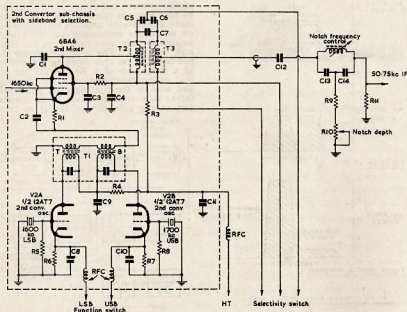 2nd Convertor sub-chassis
with sideband selection.
C5
C6
C7
6BA6
2nd Mixer
C1
T2
T3
1650kc
R2
R1
C3
C4
C2
R3
C12
Notch frequency
control
C13
C14
50-75kc IF
R9
R11
R10
Notch depth
T
T1
B
R4
V2A
½ 12AT7
2nd conv.
osc
C9
V2B
½ 12AT7
2nd conv
osc
C11
1600
kc
LSB
1700
kc
USB
R5
R6
C8
C10
R7
R8
RFC
RFC
LSB
USB
Function switch
HT
Selectivity switch